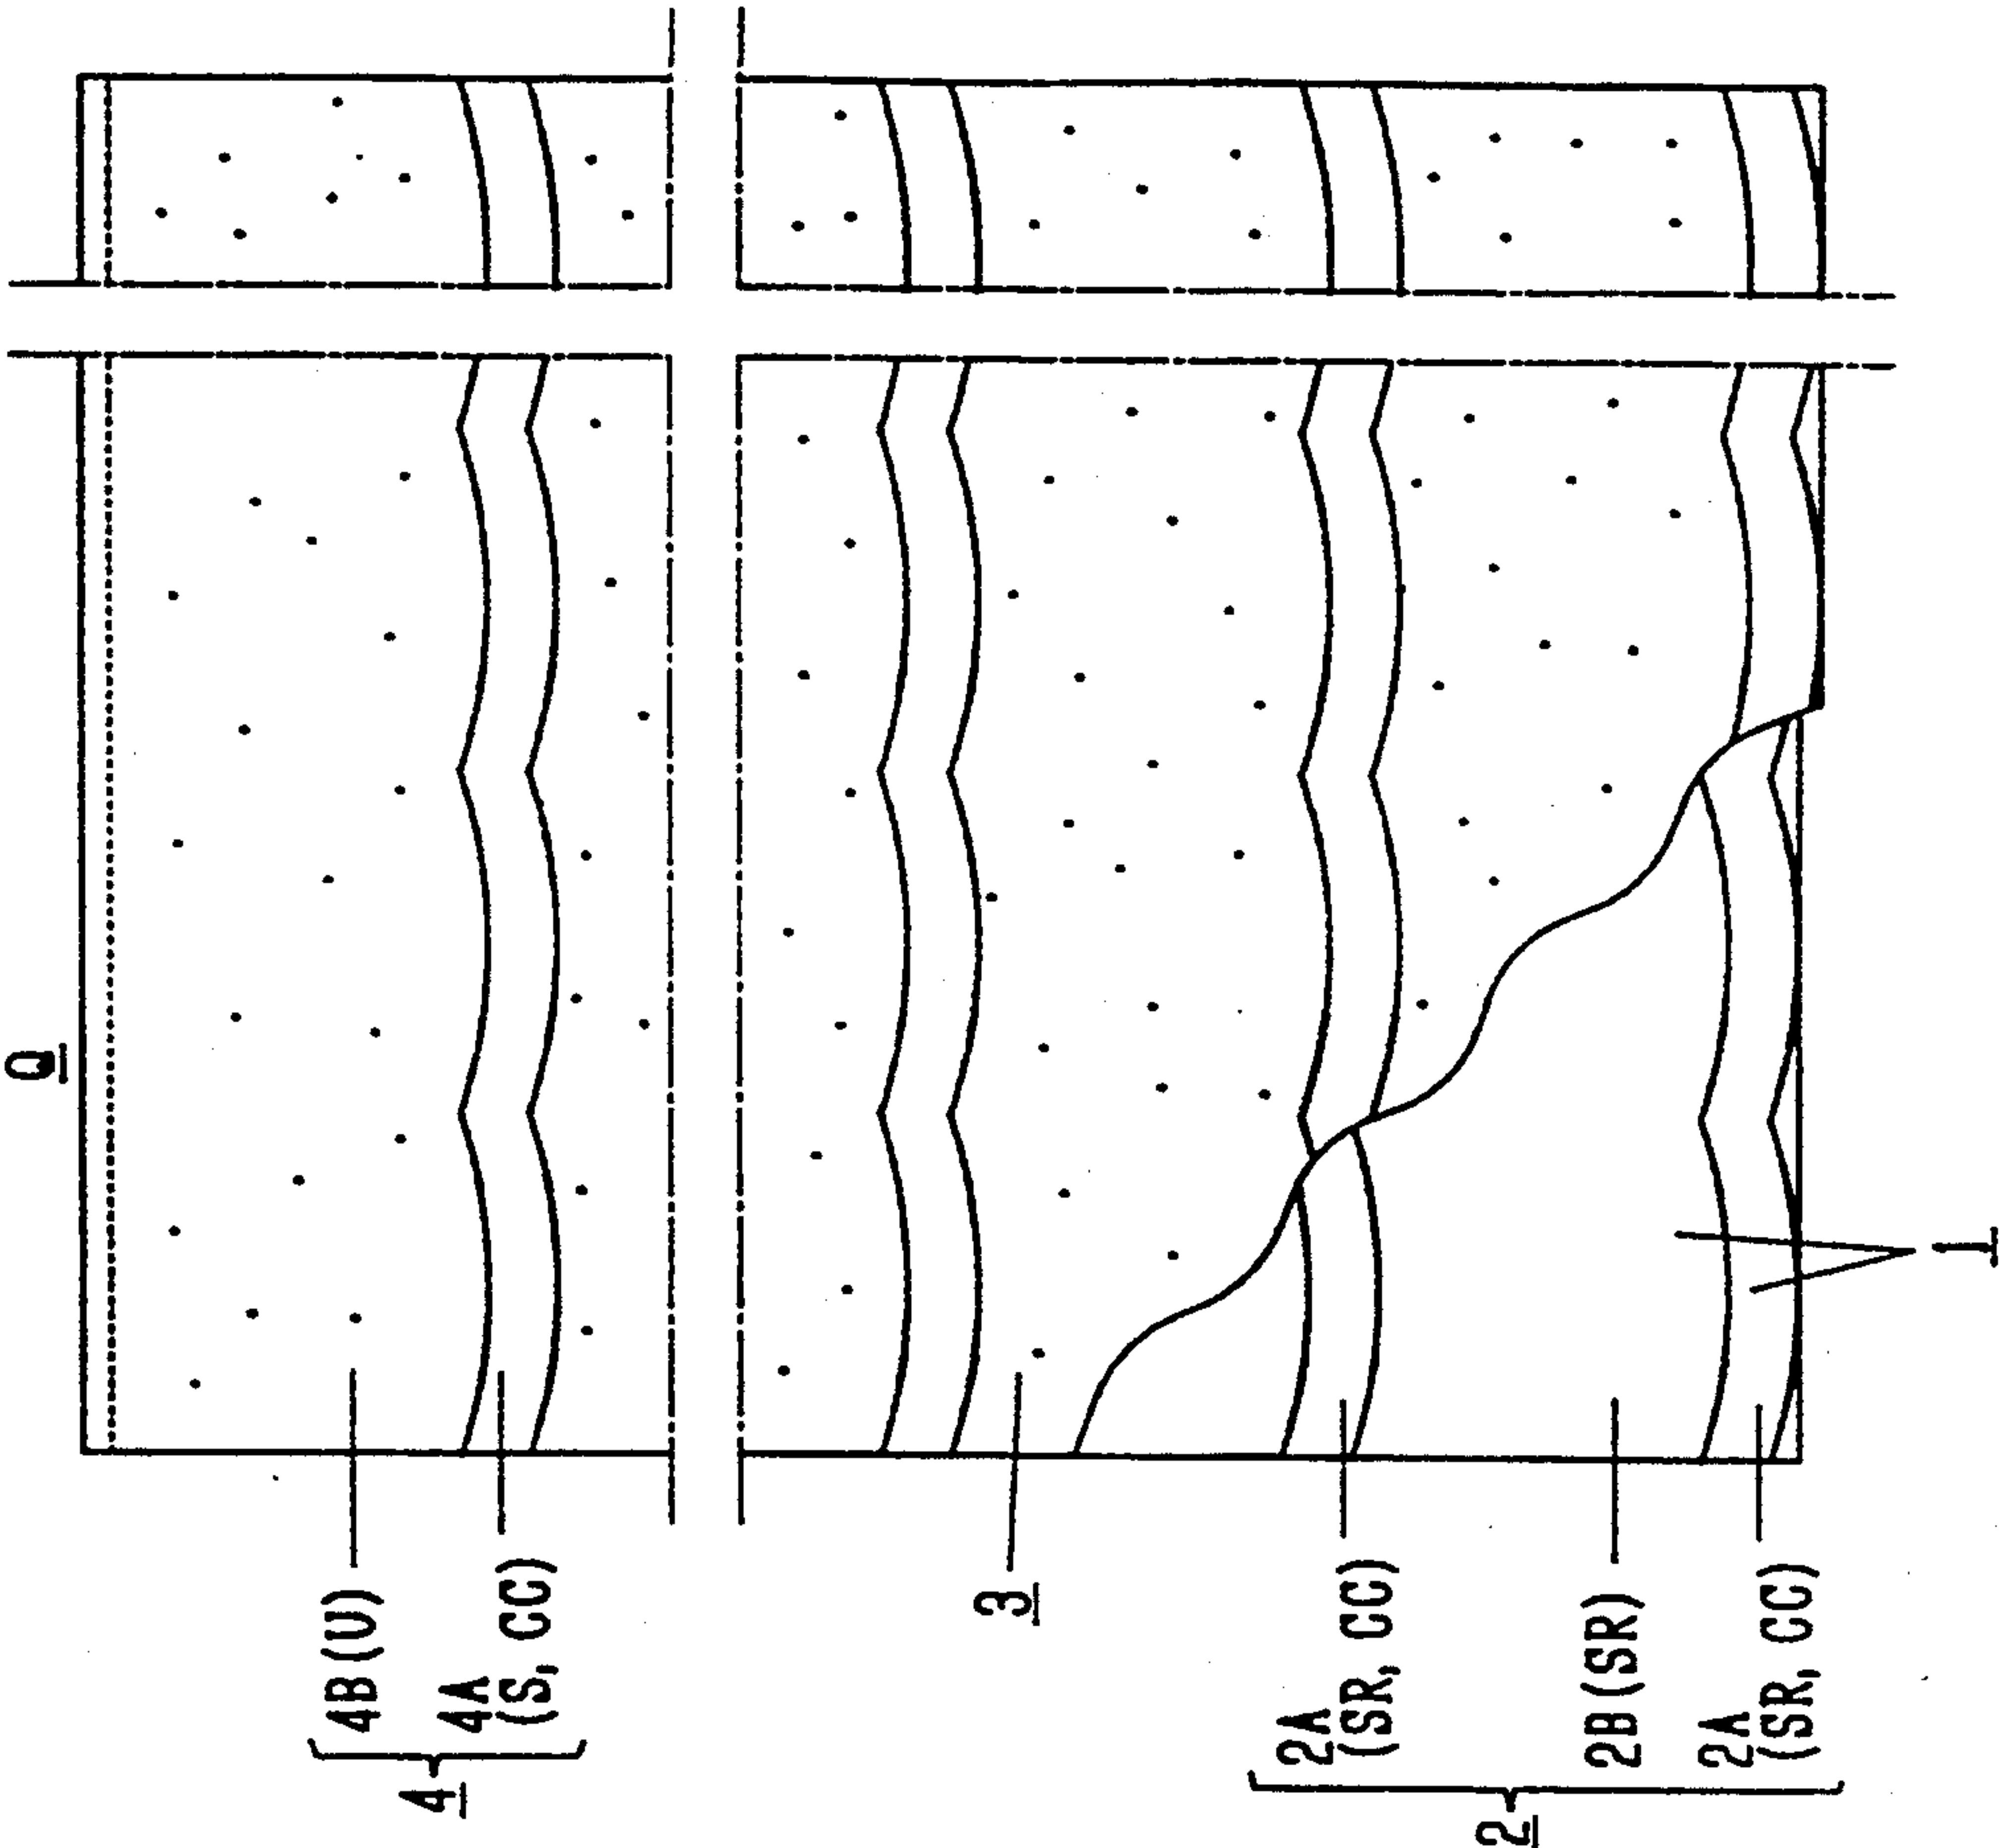 Q
4B(U)
4A
(S, CC)
4
3
2A
(SR, CC)
2B(SR)
2A
(SR, CC)
2
1